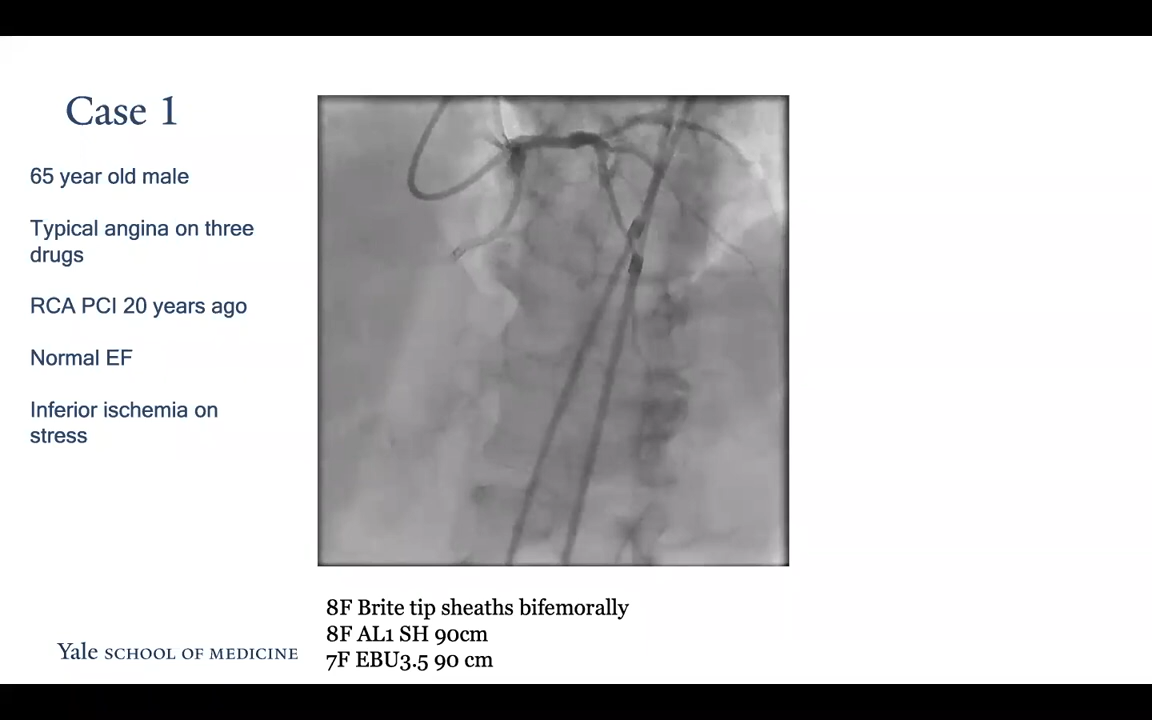 Case 1
65 year old male
Typical angina on three
drugs
RCA PCI 20 years ago
Normal EF
Inferior ischemia on
stress
8F Brite tip sheaths bifemorally
8F AL1 SH 90cm
7F EBU3.5 90 cm
Yale SCHOOL OF MEDICINE